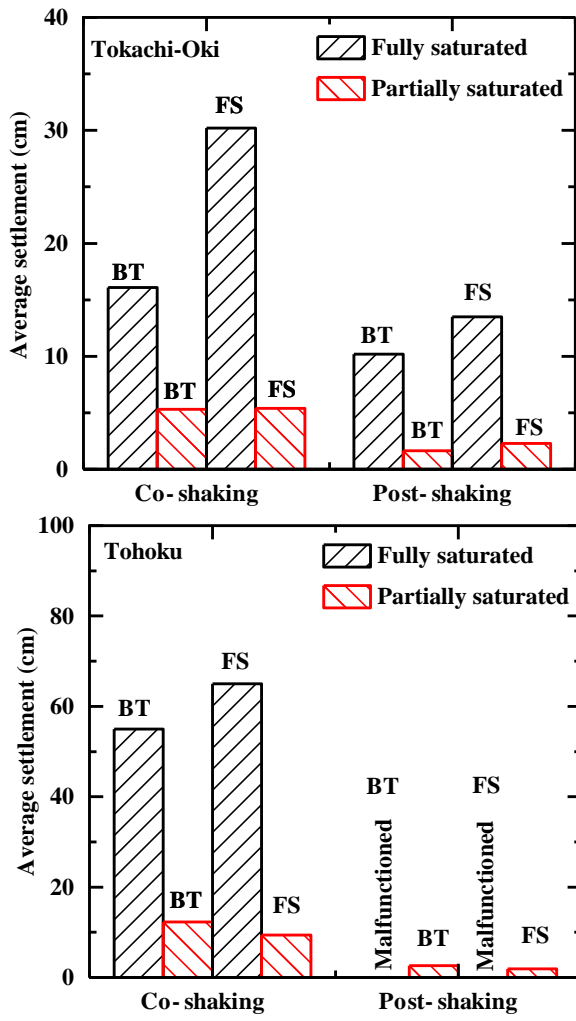 40
30
20
10
0
Average settlement (cm)
Tokachi-Oki
Fully saturated
Partially saturated
BT
BT
FS
FS
BT
BT
FS
FS
Co- shaking
Post- shaking
100
80
60
40
20
0
Average settlement (cm)
Tohoku
Fully saturated
Partially saturated
BT
BT
FS
FS
BT
Malfunctioned
BT
FS
Malfunctioned
FS
Co- shaking
Post- shaking